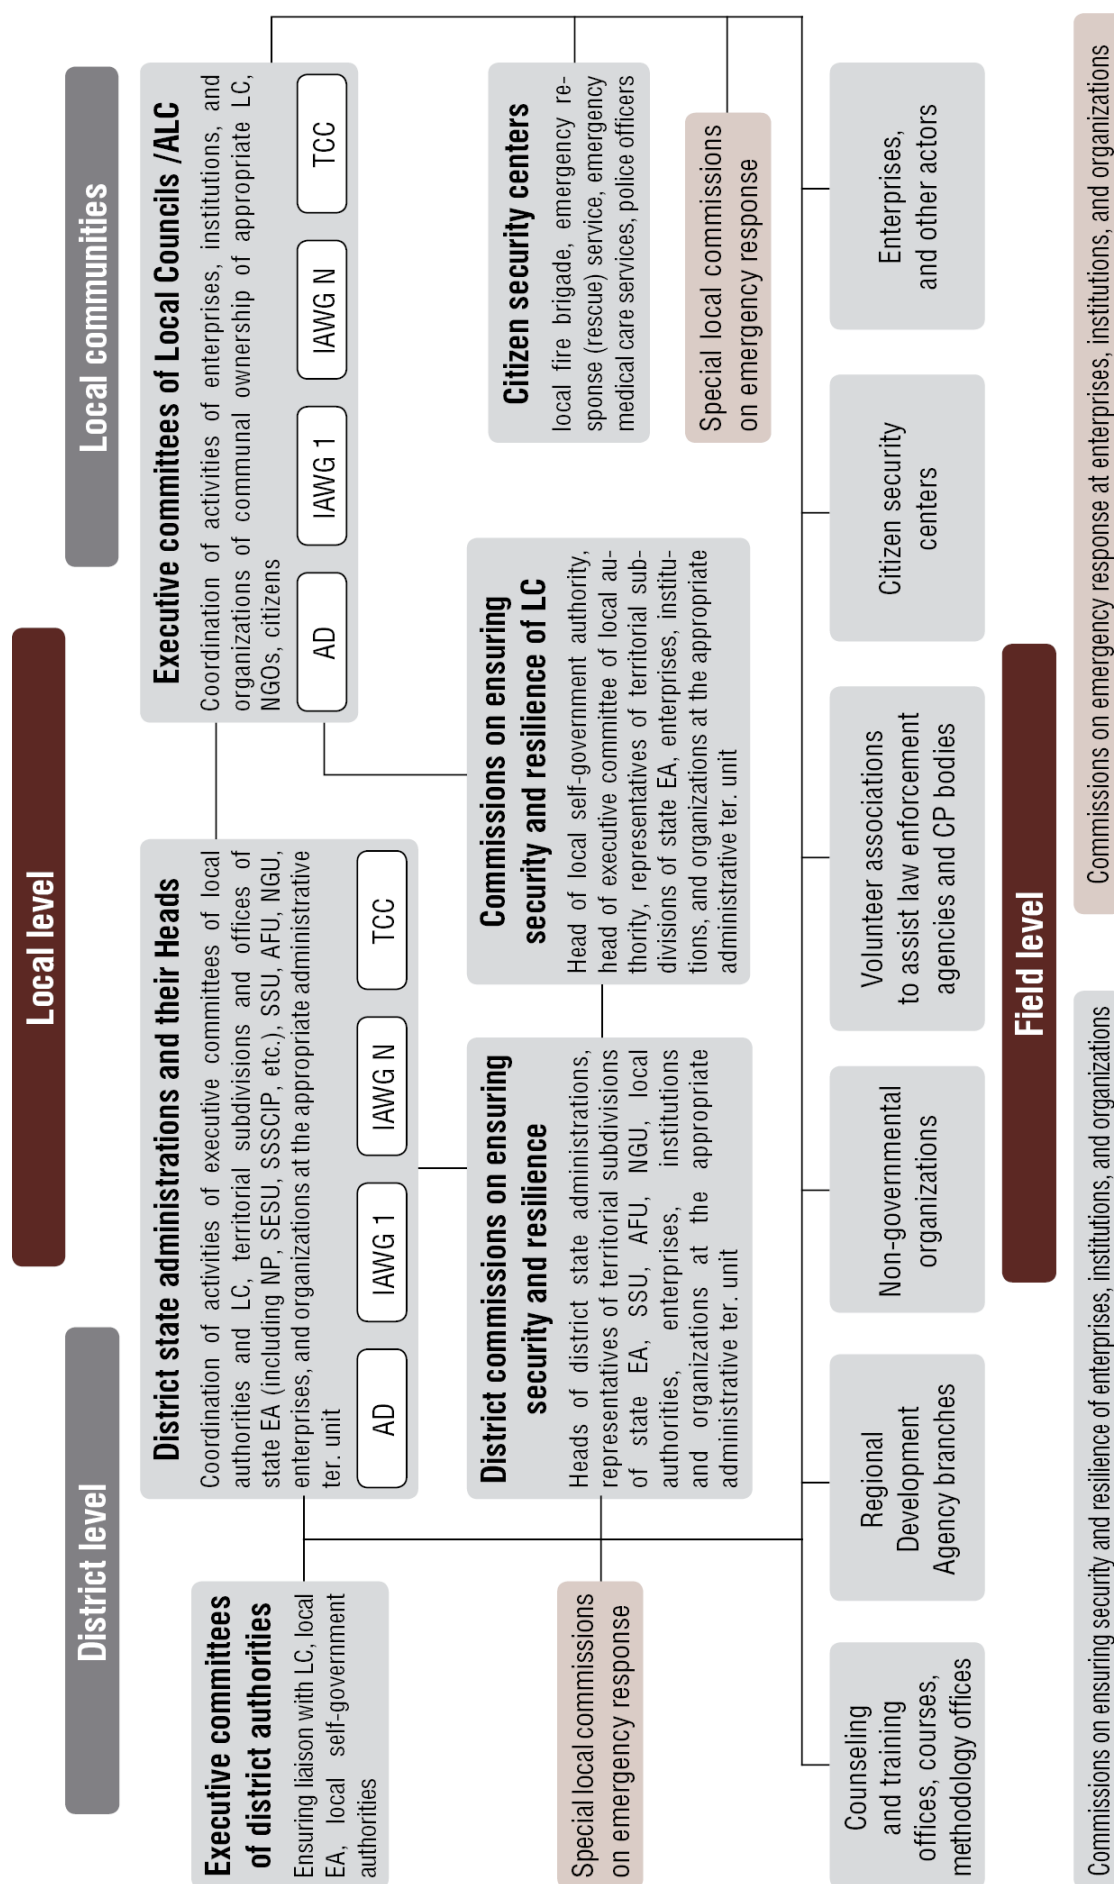 Local level
District level
Local communities
Executive committees
of district authorities
Ensuring liaison with LC, local
EA, local self-government
authorities
District state administrations and their Heads
Coordination of activities of executive committees of local
authorities and LC, territorial subdivisions and offices of
state EA (including NP, SESU, SSSCIP, etc.), SSU, AFU, NGU,
enterprises, and organizations at the appropriate administrative
ter. unit
AD
IAWG 1
IAWG N
TCC
Executive committees of Local Councils /ALC
Coordination of activities of enterprises, institutions, and
organizations of communal ownership of appropriate LC,
NGOs, citizens
AD
IAWG 1
IAWG N
TCC
Special local commissions
on emergency response
District commissions on ensuring
security and resilience
Heads of district state administrations,
representatives of territorial subdivisions
of state EA, SSU, AFU, NGU, local
authorities, enterprises, institutions
and organizations at the appropriate
administrative ter. unit
Commissions on ensuring
security and resilience of LC
Head of local self-government authority,
head of executive committee of local au-
thority, representatives of territorial sub-
divisions of state EA, enterprises, institu-
tions, and organizations at the appropriate
administrative ter. unit
Citizen security centers
local fire brigade, emergency re-
sponse (rescue) service, emergency
medical care services, police officers
Special local commissions
on emergency response
Counseling
and training
offices, courses,
methodology offices
Regional
Development
Agency branches
Non-governmental
organizations
Volunteer associations
to assist law enforcement
agencies and CP bodies
Citizen security
centers
Enterprises,
and other actors
Field level
Commissions on ensuring security and resilience of enterprises, institutions, and organizations
Commissions on emergency response at enterprises, institutions, and organizations